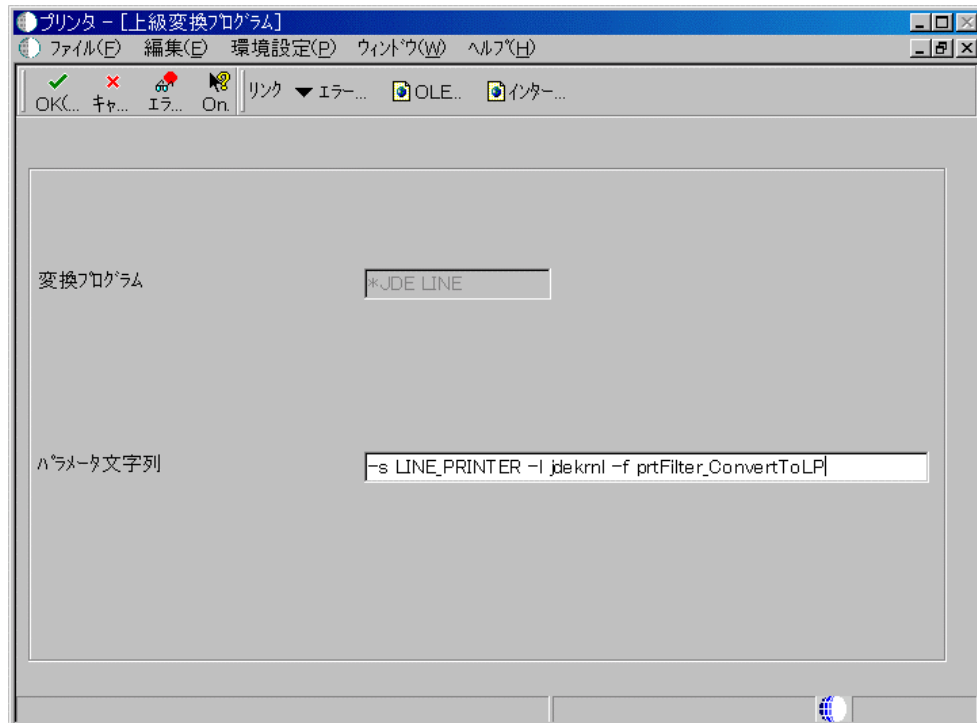 プリンタ - [上級変換ﾌﾟﾛｸﾞﾗﾑ]
ﾌｧｲﾙ(F) 編集(E) 環境設定(P) ｳｨﾝﾄﾞｳ(W) ﾍﾙﾌﾟ(H)
OK(... ｷｬ... ｴﾗ... On. ﾘﾝｸ ▼ ｴﾗｰ... OLE.. ｲﾝﾀｰ...
変換ﾌﾟﾛｸﾞﾗﾑ
*JDE LINE
ﾊﾟﾗﾒｰﾀ文字列
-s LINE_PRINTER -l jdekrnl -f prtFilter_ConvertToLP